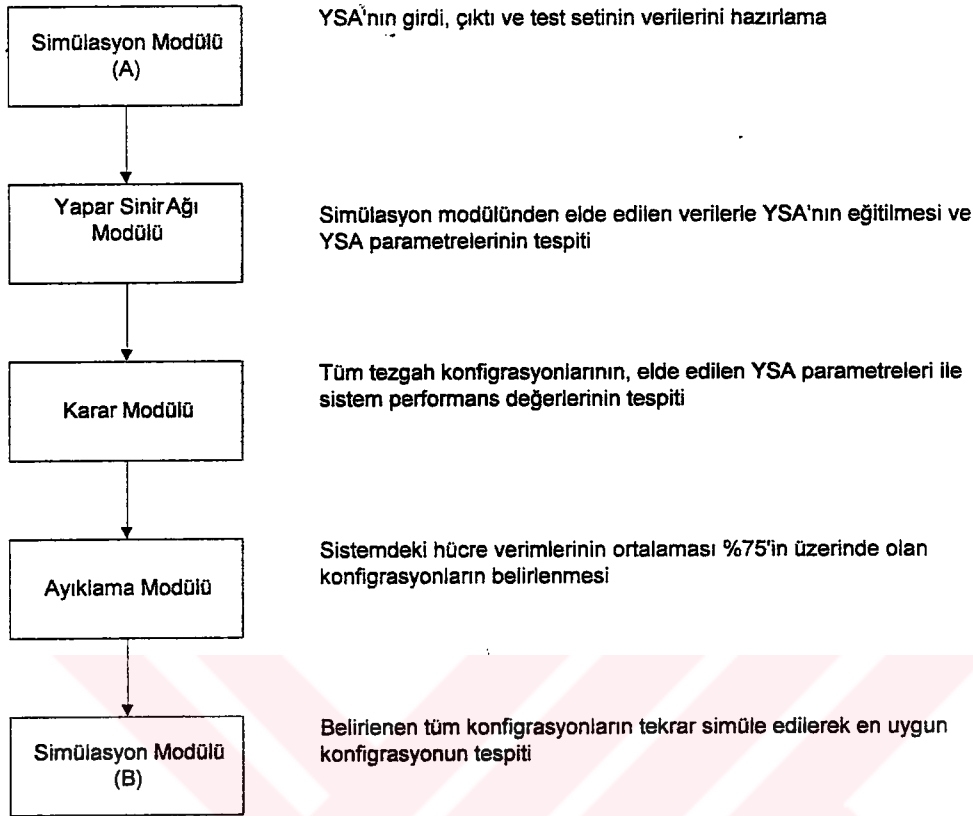 Simülasyon Modülü
(A)
YSA'nın girdi, çıktı ve test setinin verilerini hazırlama
Yapar Sinir Ağı
Modülü
Simülasyon modülünden elde edilen verilerle YSA'nın eğitilmesi ve
YSA parametrelerinin tespiti
Karar Modülü
Tüm tezgah konfigrasyonlarının, elde edilen YSA parametreleri ile
sistem performans değerlerinin tespiti
Ayıklama Modülü
Sistemdeki hücre verimlerinin ortalaması %75'in üzerinde olan
konfigrasyonların belirlenmesi
Simülasyon Modülü
(B)
Belirlenen tüm konfigrasyonların tekrar simüle edilerek en uygun
konfigrasyonun tespiti